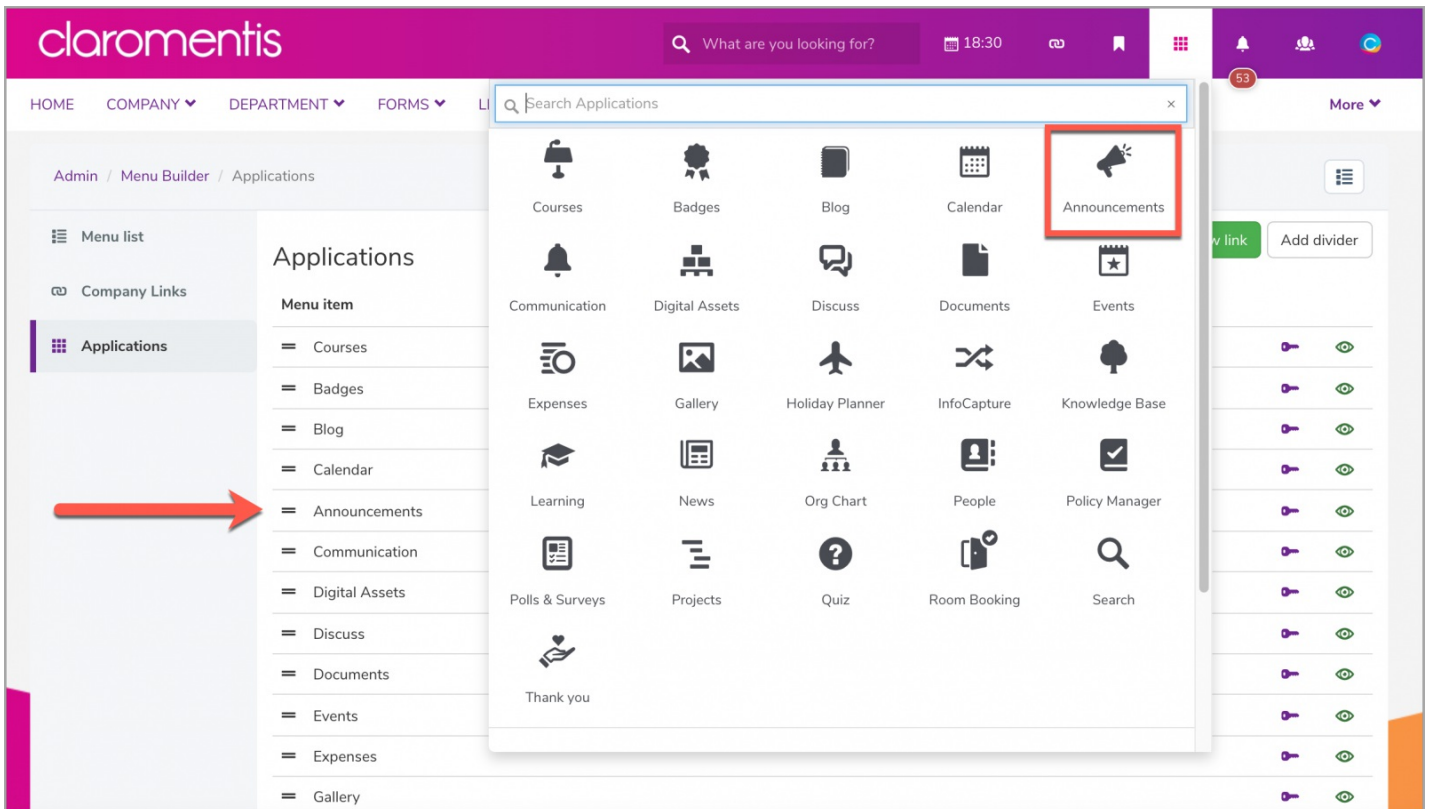 claromentis
What are you looking for?
18:30
53
HOME COMPANY DEPARTMENT FORMS More
Search Applications ×
Admin / Menu Builder / Applications
Menu list
Company Links
Applications
Applications
link Add divider
Menu item
Courses
Badges
Blog
Calendar
Announcements
Communication
Digital Assets
Discuss
Documents
Events
Expenses
Gallery
Courses Badges Blog Calendar Announcements
Communication Digital Assets Discuss Documents Events
Expenses Gallery Holiday Planner InfoCapture Knowledge Base
Learning News Org Chart People Policy Manager
Polls & Surveys Projects Quiz Room Booking Search
Thank you